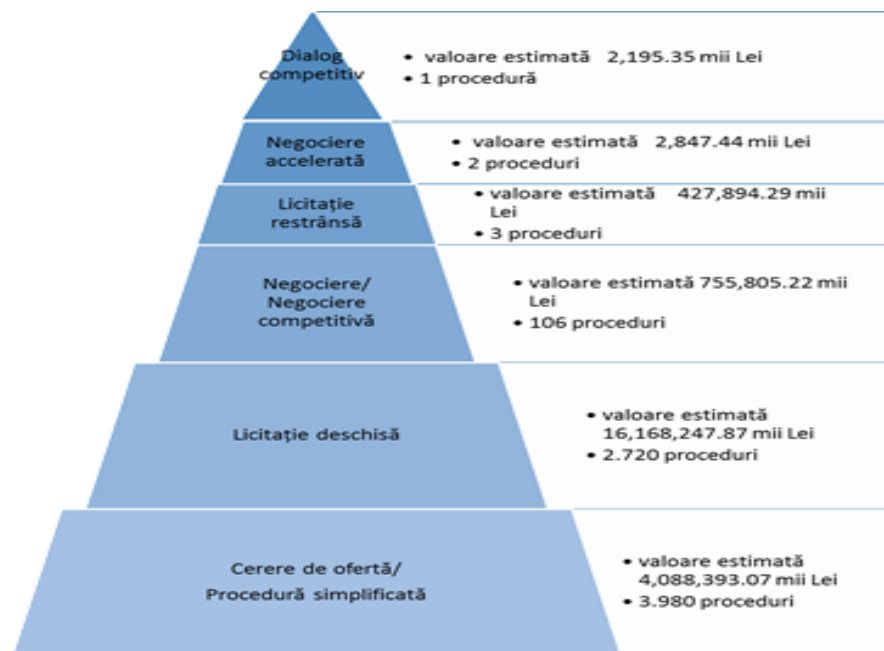 Dialog
competitiv
• valoare estimată 2,195.35 mii Lei
• 1 procedură
Negociere
accelerată
• valoare estimată 2,847.44 mii Lei
• 2 proceduri
Licitație
restrânsă
• valoare estimată 427,894.29 mii
Lei
• 3 proceduri
Negociere/
Negociere
competitivă
• valoare estimată 755,805.22 mii
Lei
• 106 proceduri
Licitație deschisă
• valoare estimată
16,168,247.87 mii Lei
• 2.720 proceduri
Cerere de ofertă/
Procedură simplificată
• valoare estimată
4,088,393.07 mii Lei
• 3.980 proceduri